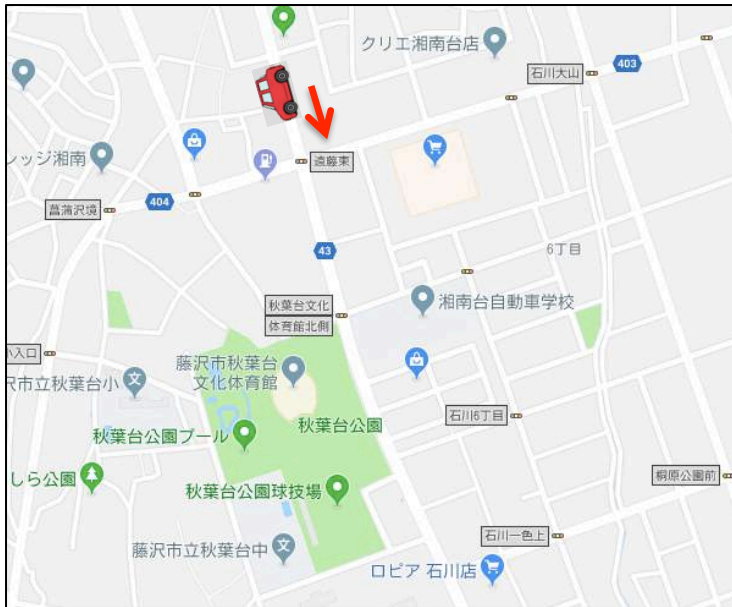 クリエ湘南台店
石川大山
403
レッジ湘南
遠藤東
404
菖蒲沢境
43
6丁目
秋葉台文化
体育館北側
湘南台自動車学校
小入口
藤沢市秋葉台
文化体育館
沢市立秋葉台小
秋葉台公園
石川6丁目
秋葉台公園プール
しら公園
桐原公園前
秋葉台公園球技場
石川一色上
藤沢市立秋葉台中
文
文
ロピア 石川店